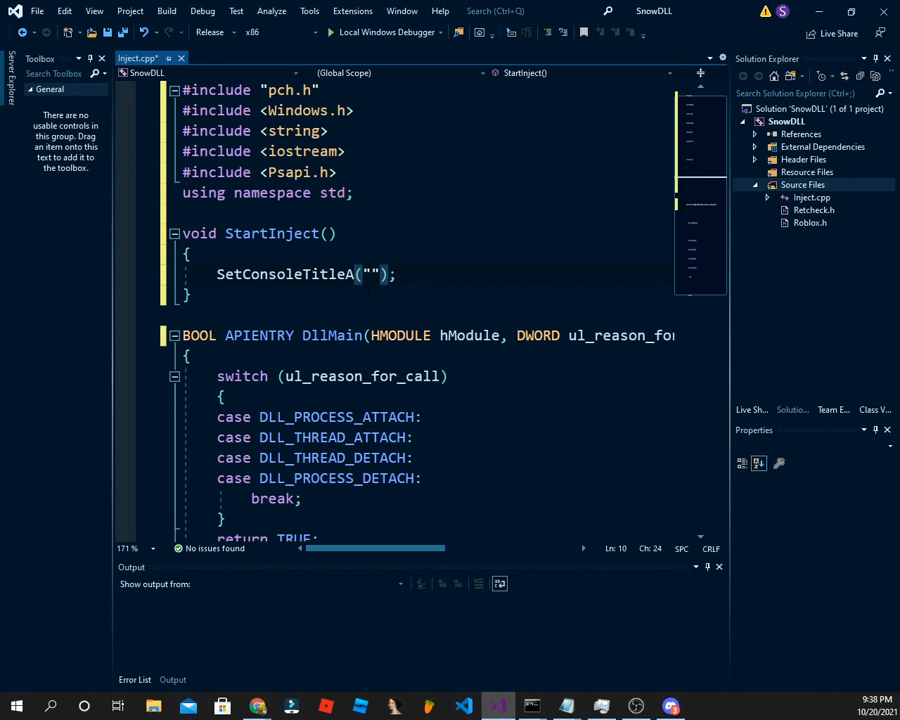 File Edit View Git Project Build Debug Test Analyze Tools Extensions Window Help Search (Ctrl+;) SnowDLL S
Release x86 Local Windows Debugger Live Share
Server Explorer
Toolbox
Search Toolbox
General
There are no
usable controls in
this group. Drag
an item onto this
text to add it to
the toolbox.
Inject.cpp*
SnowDLL (Global Scope) StartInject()
#include "pch.h"
#include <Windows.h>
#include <string>
#include <iostream>
#include <Psapi.h>
using namespace std;
void StartInject()
{
SetConsoleTitleA("");
}
BOOL APIENTRY DllMain(HMODULE hModule, DWORD ul_reason_for
{
switch (ul_reason_for_call)
{
case DLL_PROCESS_ATTACH:
case DLL_THREAD_ATTACH:
case DLL_THREAD_DETACH:
case DLL_PROCESS_DETACH:
break;
}
return TRUE;
171 % No issues found Ln: 10 Ch: 24 SPC CRLF
Output
Show output from:
Error List Output
Solution Explorer
Search Solution Explorer (Ctrl+;)
Solution 'SnowDLL' (1 of 1 project)
SnowDLL
References
External Dependencies
Header Files
Resource Files
Source Files
Inject.cpp
Retcheck.h
Roblox.h
Live Sh... Solutio... Team E... Class V...
Properties
9:38 PM
10/20/2021